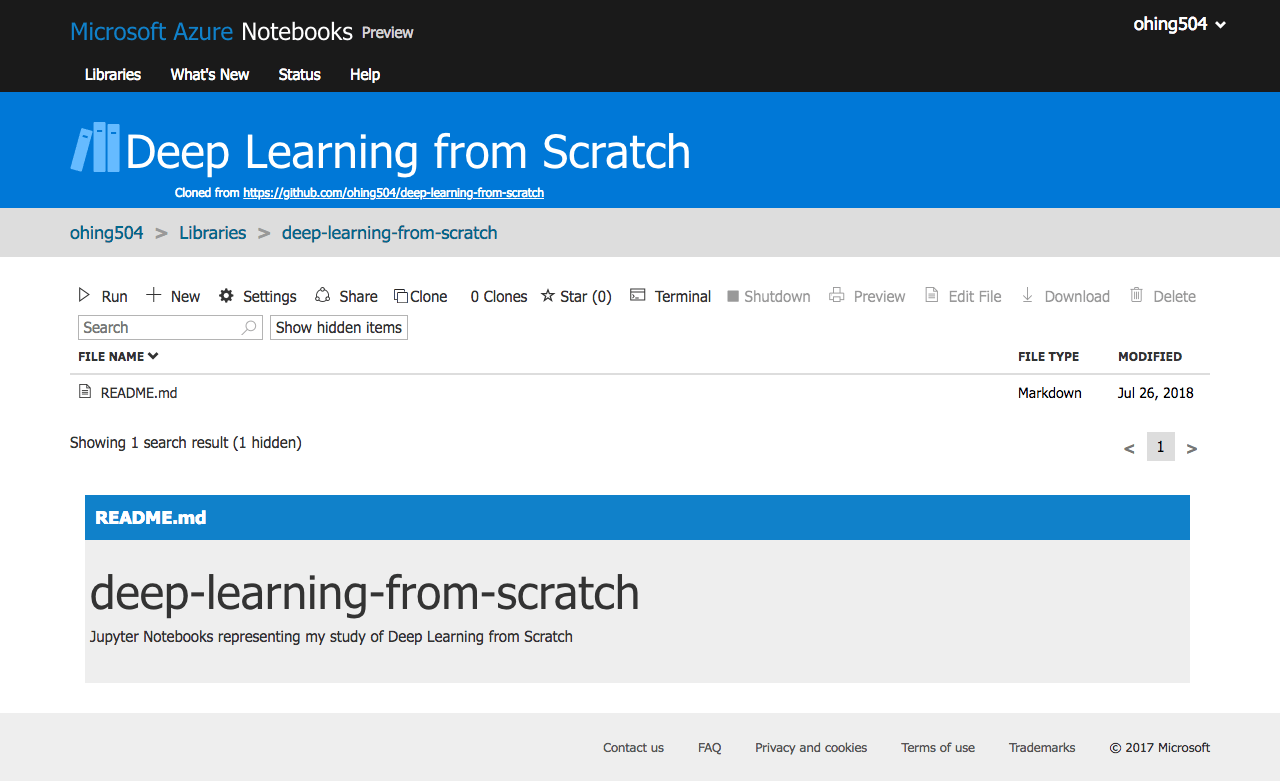 Microsoft Azure Notebooks Preview
ohing504
Libraries What's New Status Help
Deep Learning from Scratch
Cloned from https://github.com/ohing504/deep-learning-from-scratch
ohing504 > Libraries > deep-learning-from-scratch
Run New Settings Share Clone 0 Clones Star (0) Terminal Shutdown Preview Edit File Download Delete
Search Show hidden items
FILE NAME FILE TYPE MODIFIED
README.md Markdown Jul 26, 2018
Showing 1 search result (1 hidden) < 1 >
README.md
deep-learning-from-scratch
Jupyter Notebooks representing my study of Deep Learning from Scratch
Contact us FAQ Privacy and cookies Terms of use Trademarks © 2017 Microsoft